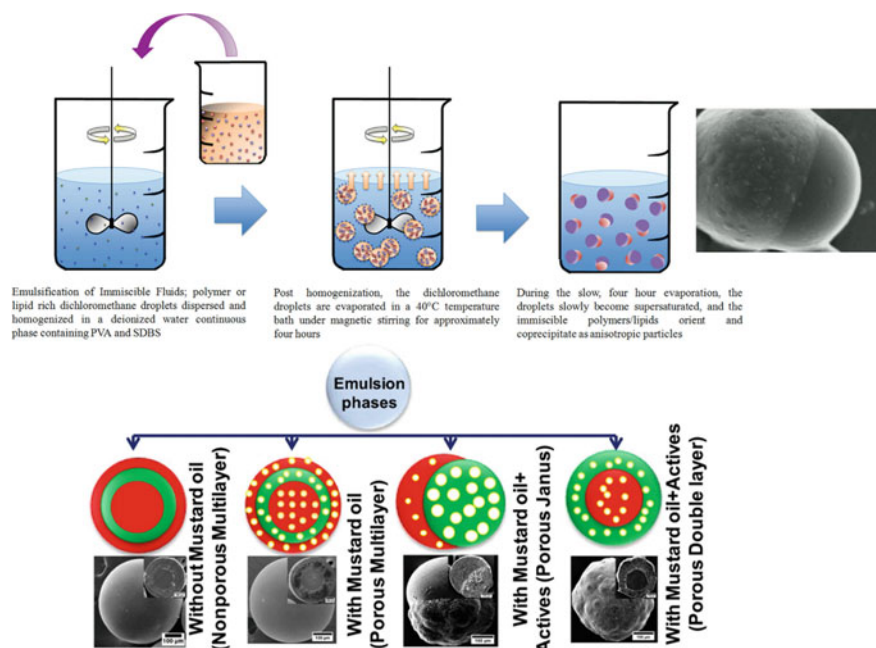 Emulsification of Immiscible Fluids; polymer or
lipid rich dichloromethane droplets dispersed and
homogenized in a deionized water continuous
phase containing PVA and SDBS
Post homogenization, the dichloromethane
droplets are evaporated in a 40°C temperature
bath under magnetic stirring for approximately
four hours
During the slow, four hour evaporation, the
droplets slowly become supersaturated, and the
immiscible polymers/lipids orient and
coprecipitate as anisotropic particles
Emulsion
phases
Without Mustard oil
(Nonporous Multilayer)
With Mustard oil
(Porous Multilayer)
With Mustard oil+
Actives (Porous Janus)
With Mustard oil+Actives
(Porous Double layer)
100 µm
100 µm
100 µm
100 µm